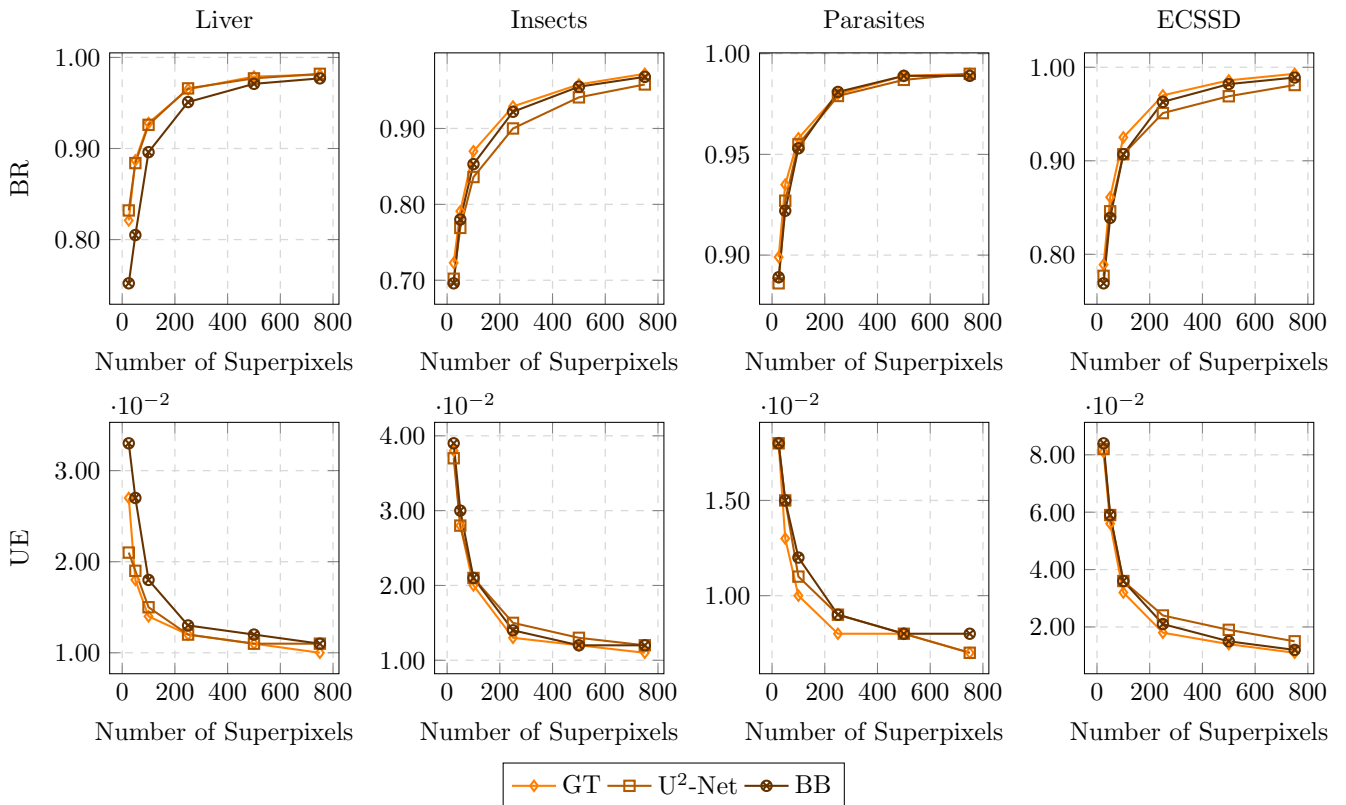 Liver Insects Parasites ECSSD
BR
1.00
0.90
0.80
0 200 400 600 800
Number of Superpixels
0.90
0.80
0.70
0 200 400 600 800
Number of Superpixels
1.00
0.95
0.90
0 200 400 600 800
Number of Superpixels
1.00
0.90
0.80
0 200 400 600 800
Number of Superpixels
UE
·10⁻²
3.00
2.00
1.00
0 200 400 600 800
Number of Superpixels
·10⁻²
4.00
3.00
2.00
1.00
0 200 400 600 800
Number of Superpixels
·10⁻²
1.50
1.00
0 200 400 600 800
Number of Superpixels
·10⁻²
8.00
6.00
4.00
2.00
0 200 400 600 800
Number of Superpixels
GT U²-Net BB